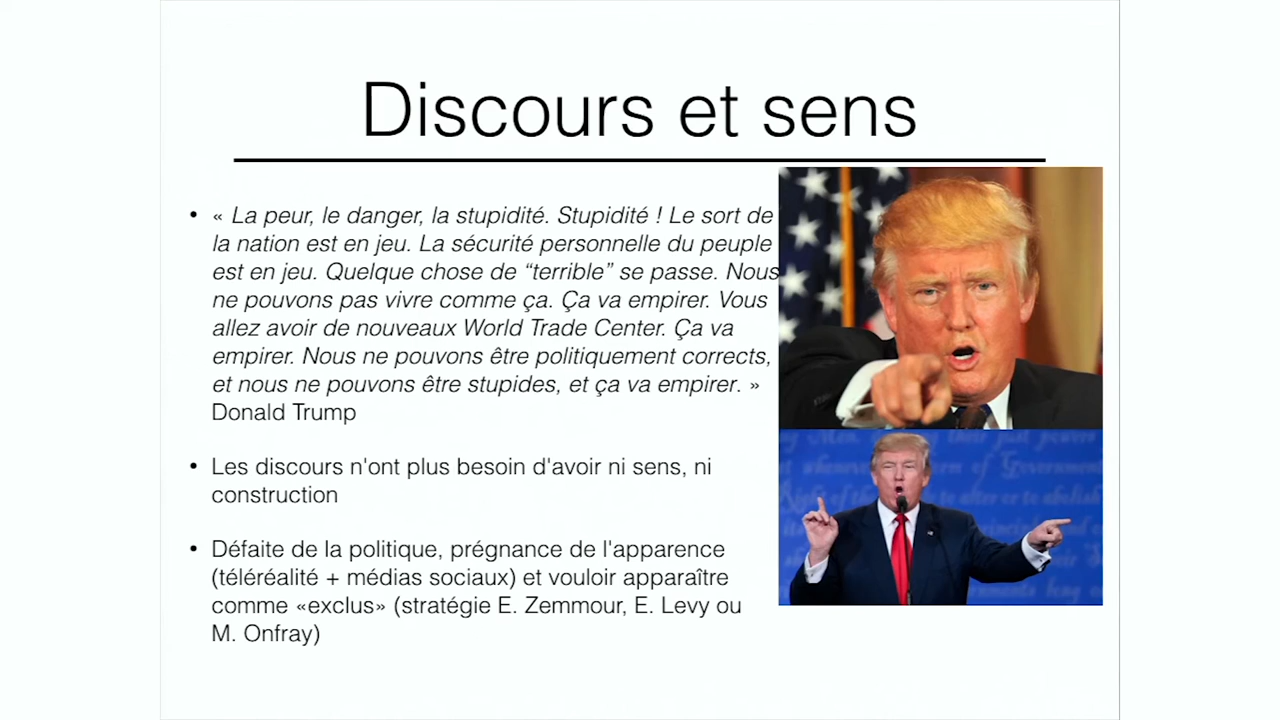 Discours et sens
• « La peur, le danger, la stupidité. Stupidité ! Le sort de
la nation est en jeu. La sécurité personnelle du peuple
est en jeu. Quelque chose de “terrible” se passe. Nous
ne pouvons pas vivre comme ça. Ça va empirer. Vous
allez avoir de nouveaux World Trade Center. Ça va
empirer. Nous ne pouvons être politiquement corrects,
et nous ne pouvons être stupides, et ça va empirer. »
Donald Trump
• Les discours n'ont plus besoin d'avoir ni sens, ni
construction
• Défaite de la politique, prégnance de l'apparence
(téléréalité + médias sociaux) et vouloir apparaître
comme «exclus» (stratégie E. Zemmour, E. Levy ou
M. Onfray)